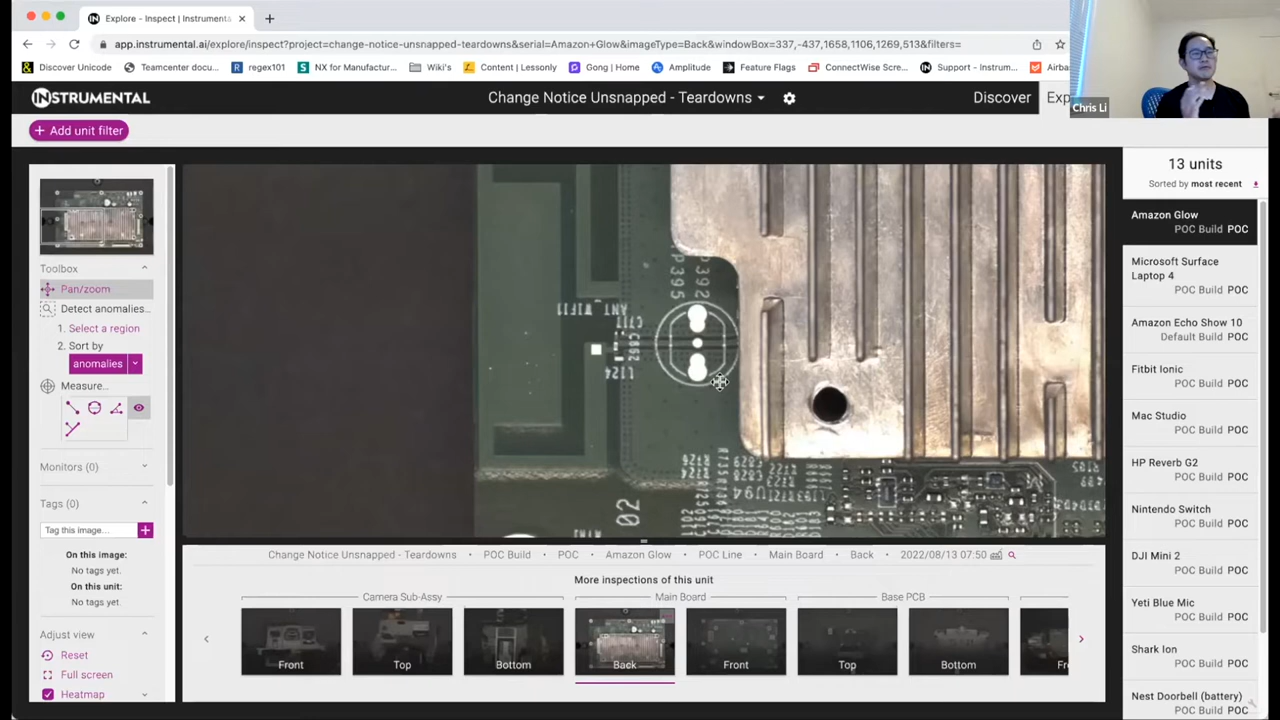 Explore - Inspect | Instrumenta
app.instrumental.ai/explore/inspect?project=change-notice-unsnapped-teardowns&serial=Amazon+Glow&imageType=Back&windowBox=337,-437,1658,1106,1269,513&filters=
Discover Unicode
Teamcenter docu...
regex101
NX for Manufactur...
Wiki's
Content | Lessonly
Gong | Home
Amplitude
Feature Flags
ConnectWise Scre...
Support - Instrum...
Airba
INSTRUMENTAL
Change Notice Unsnapped - Teardowns
Discover
Exp
Chris Li
+ Add unit filter
13 units
Sorted by most recent
Toolbox
Pan/zoom
Detect anomalies...
1. Select a region
2. Sort by
anomalies
Measure...
Monitors (0)
Tags (0)
Tag this image...
On this image:
No tags yet.
On this unit:
No tags yet.
Adjust view
Reset
Full screen
Heatmap
ANT WIFI1
C711
C862
L124
02
U94
Amazon Glow
POC Build POC
Microsoft Surface
Laptop 4
POC Build POC
Amazon Echo Show 10
Default Build POC
Fitbit Ionic
POC Build POC
Mac Studio
POC Build POC
HP Reverb G2
POC Build POC
Nintendo Switch
POC Build POC
DJI Mini 2
POC Build POC
Yeti Blue Mic
POC Build POC
Shark Ion
POC Build POC
Nest Doorbell (battery)
POC Build POC
Change Notice Unsnapped - Teardowns • POC Build • POC • Amazon Glow • POC Line • Main Board • Back • 2022/08/13 07:50
More inspections of this unit
Camera Sub-Assy
Main Board
Base PCB
Front
Top
Bottom
Back
Front
Top
Bottom
Fr